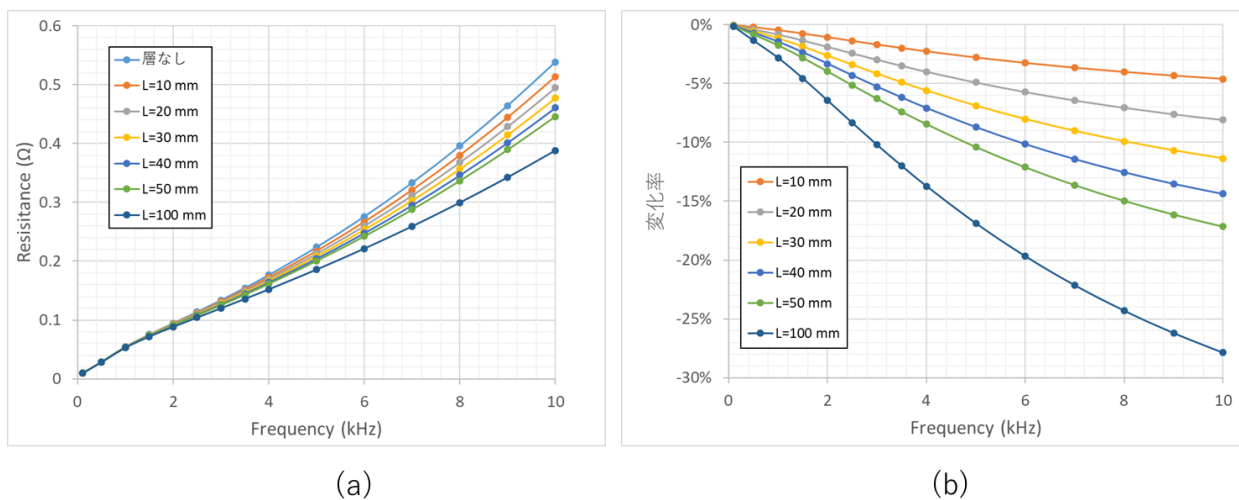 0.6
0.5
0.4
0.3
0.2
0.1
0
Resisitance (Ω)
層なし
L=10 mm
L=20 mm
L=30 mm
L=40 mm
L=50 mm
L=100 mm
0 2 4 6 8 10
Frequency (kHz)
(a)
0%
-5%
-10%
-15%
-20%
-25%
-30%
変化率
L=10 mm
L=20 mm
L=30 mm
L=40 mm
L=50 mm
L=100 mm
0 2 4 6 8 10
Frequency (kHz)
(b)